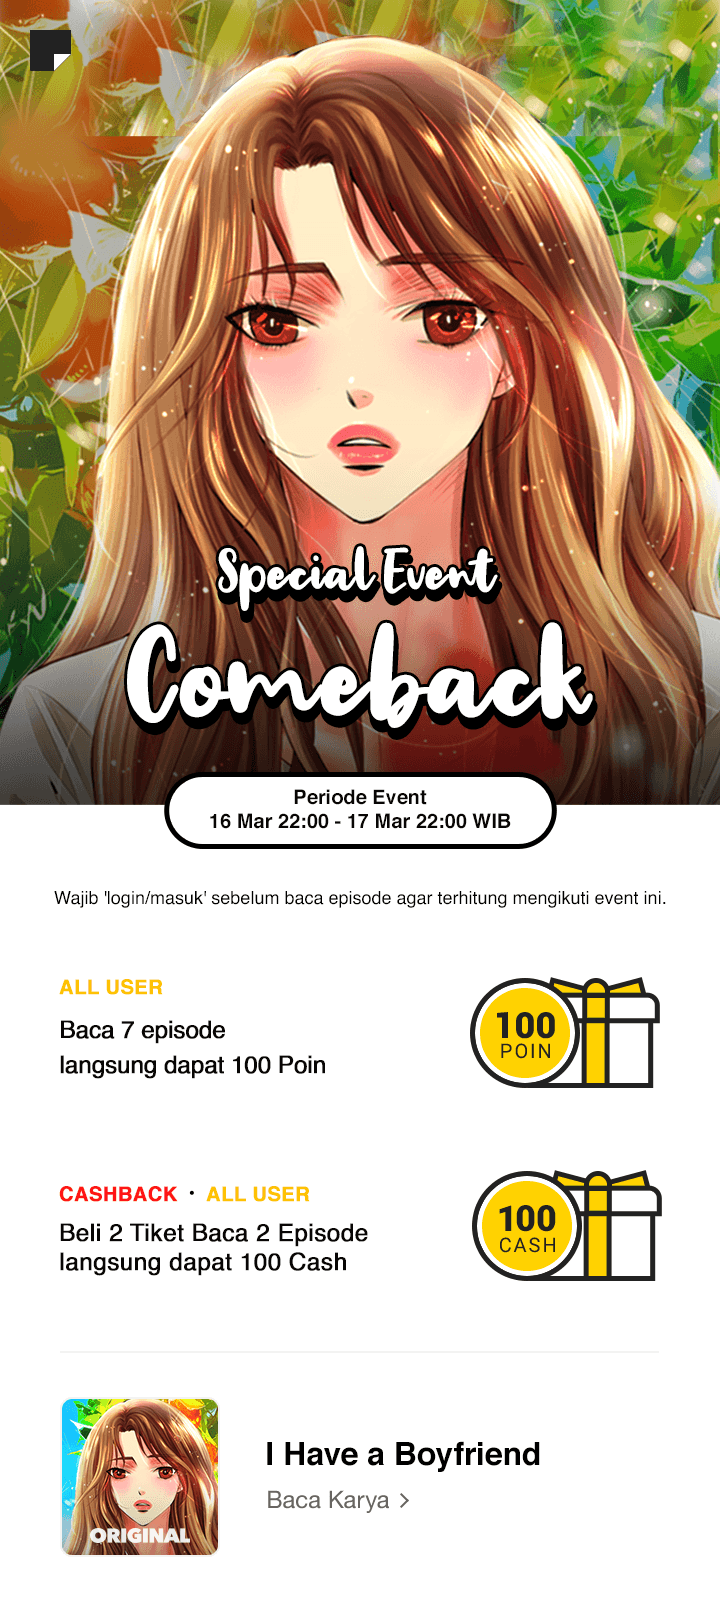 Special Event
Comeback
Periode Event
16 Mar 22:00 - 17 Mar 22:00 WIB
Wajib 'login/masuk' sebelum baca episode agar terhitung mengikuti event ini.
ALL USER
Baca 7 episode
langsung dapat 100 Poin
100
POIN
CASHBACK · ALL USER
Beli 2 Tiket Baca 2 Episode
langsung dapat 100 Cash
100
CASH
ORIGINAL
I Have a Boyfriend
Baca Karya >